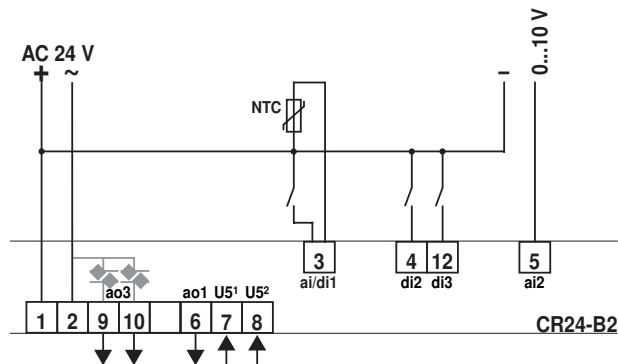 AC 24 V
+ ~
– 0...10 V
NTC
3 4 12 5
ai/di1 di2 di3 ai2
ao3 ao1 U5¹ U5²
1 2 9 10 6 7 8
CR24-B2